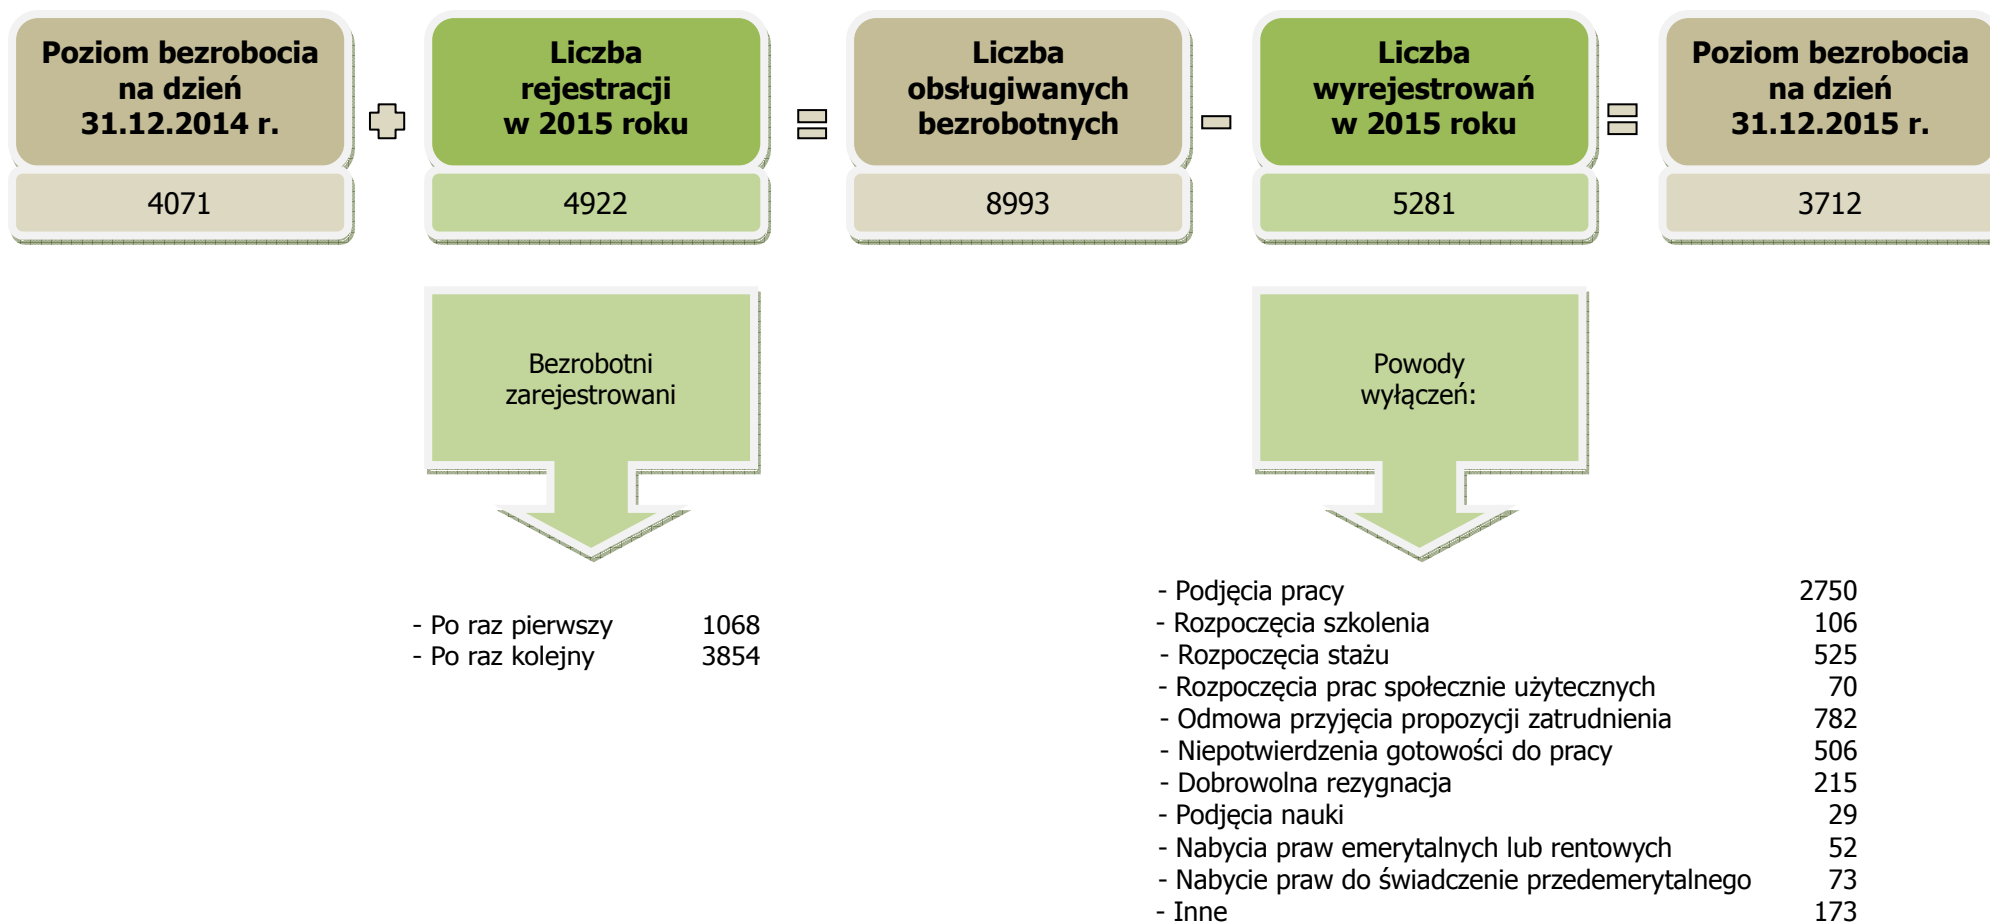 Poziom bezrobocia
na dzień
31.12.2014 r.
4071
Liczba
rejestracji
w 2015 roku
4922
Liczba
obsługiwanych
bezrobotnych
8993
Liczba
wyrejestrowań
w 2015 roku
5281
Poziom bezrobocia
na dzień
31.12.2015 r.
3712
Bezrobotni
zarejestrowani
- Po raz pierwszy 1068
- Po raz kolejny 3854
Powody
wyłączeń:
- Podjęcia pracy 2750
- Rozpoczęcia szkolenia 106
- Rozpoczęcia stażu 525
- Rozpoczęcia prac społecznie użytecznych 70
- Odmowa przyjęcia propozycji zatrudnienia 782
- Niepotwierdzenia gotowości do pracy 506
- Dobrowolna rezygnacja 215
- Podjęcia nauki 29
- Nabycia praw emerytalnych lub rentowych 52
- Nabycie praw do świadczenie przedemerytalnego 73
- Inne 173